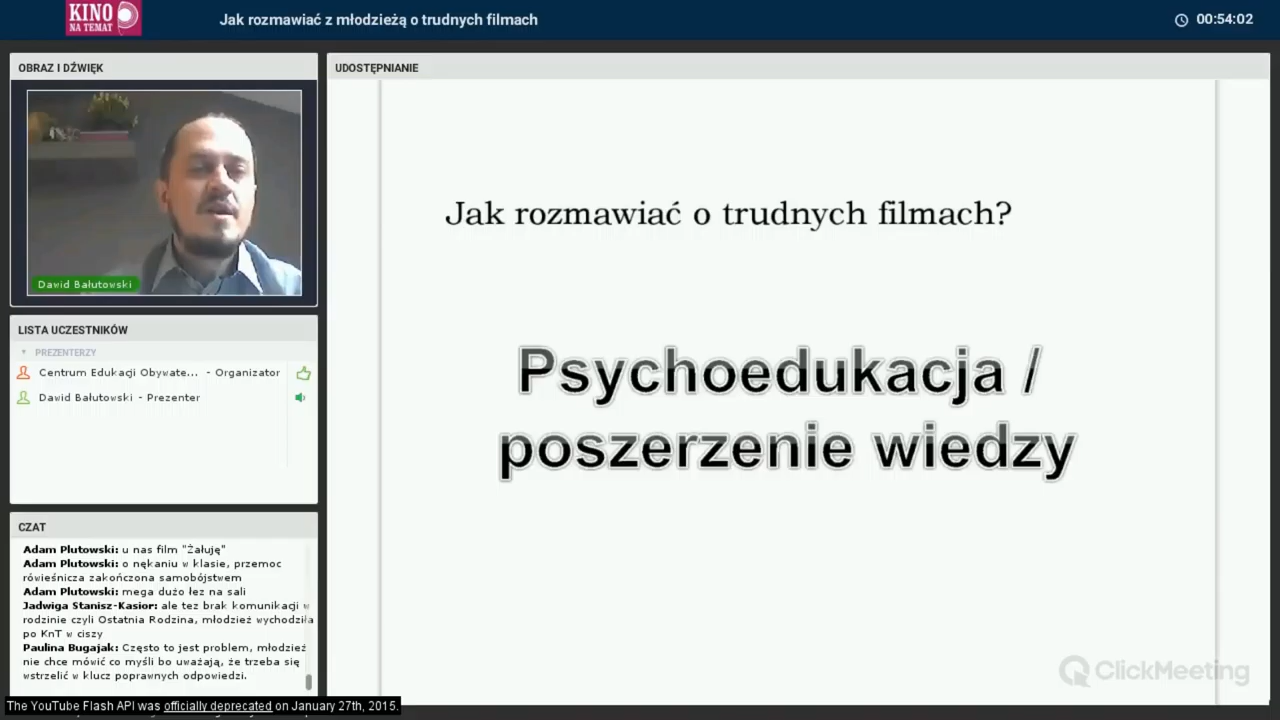 KINO
NA TEMAT
Jak rozmawiać z młodzieżą o trudnych filmach
00:54:02
OBRAZ I DŹWIĘK
Dawid Bałutowski
LISTA UCZESTNIKÓW
PREZENTERZY
Centrum Edukacji Obywate... - Organizator
Dawid Bałutowski - Prezenter
CZAT
Adam Plutowski: u nas film "Żałuję"
Adam Plutowski: o nękaniu w klasie, przemoc
rówieśnicza zakończona samobójstwem
Adam Plutowski: mega dużo łez na sali
Jadwiga Stanisz-Kasior: ale tez brak komunikacji w
rodzinie czyli Ostatnia Rodzina, młodzież wychodziła
po KnT w ciszy
Paulina Bugajak: Często to jest problem, młodzież
nie chce mówić co myśli bo uważają, że trzeba się
wstrzelić w klucz poprawnych odpowiedzi.
The YouTube Flash API was officially deprecated on January 27th, 2015.
UDOSTĘPNIANIE
Jak rozmawiać o trudnych filmach?
Psychoedukacja /
poszerzenie wiedzy
ClickMeeting